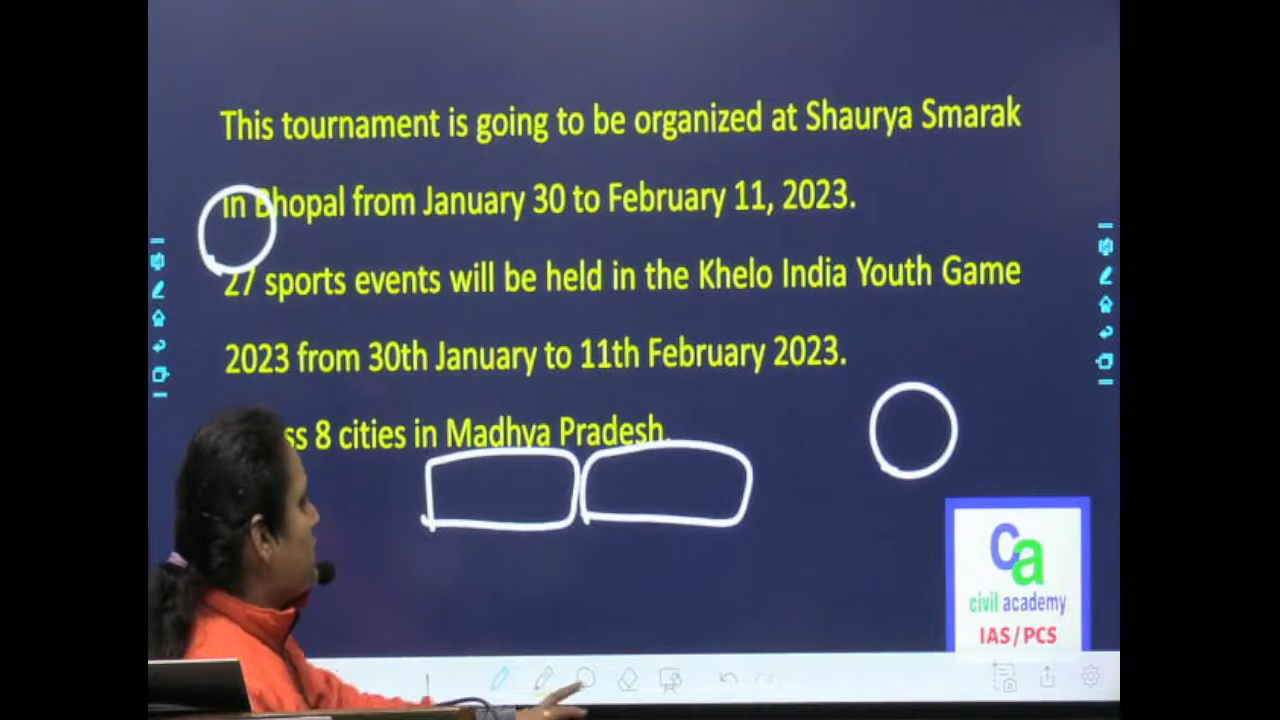 This tournament is going to be organized at Shaurya Smarak
in Bhopal from January 30 to February 11, 2023.
27 sports events will be held in the Khelo India Youth Game
2023 from 30th January to 11th February 2023.
ss 8 cities in Madhya Pradesh.
Ca
civil academy
IAS/PCS